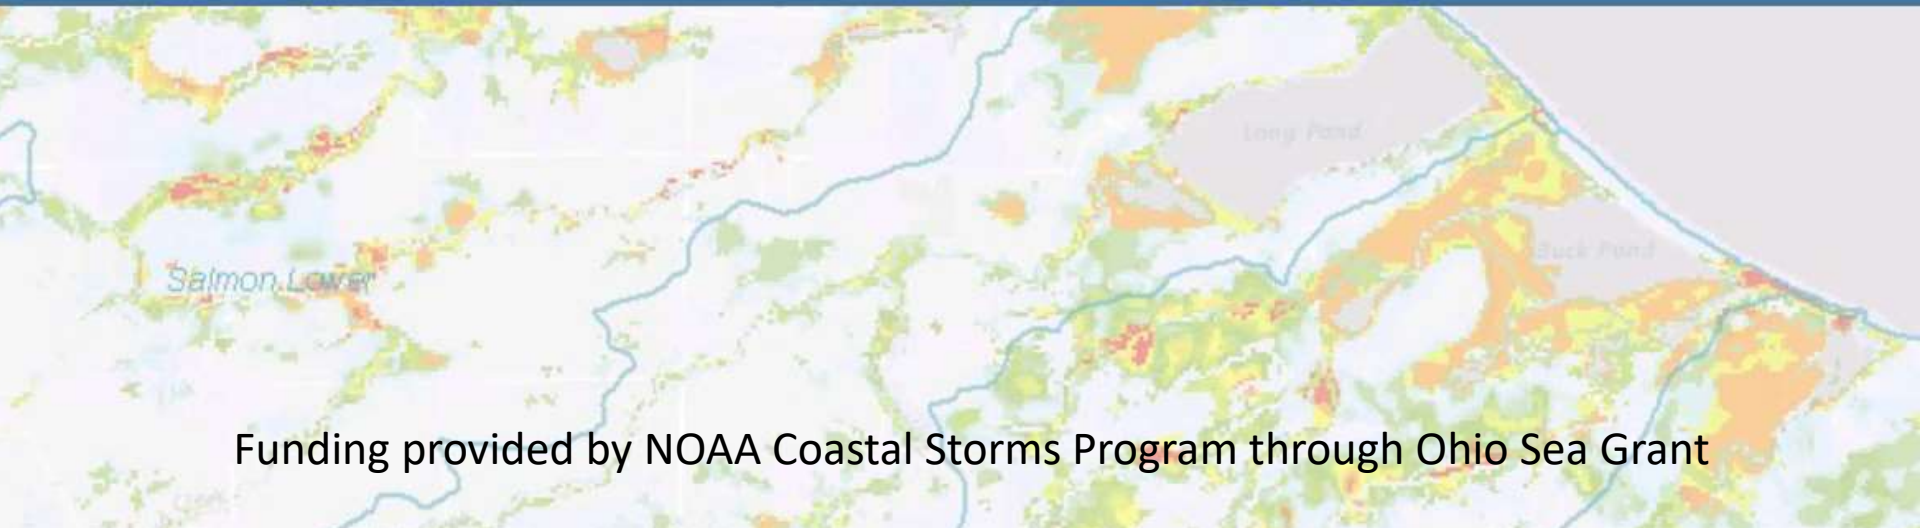 Long Pond
Buck Pond
Salmon, Lower
Funding provided by NOAA Coastal Storms Program through Ohio Sea Grant